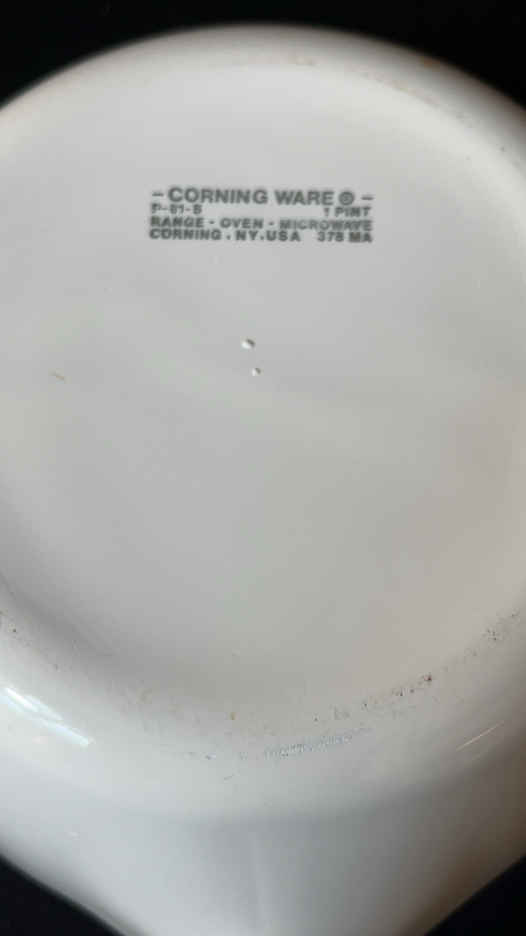 - CORNING WARE ® -
P-81-B 1 PINT
RANGE - OVEN - MICROWAVE
CORNING . NY. USA 378 MA